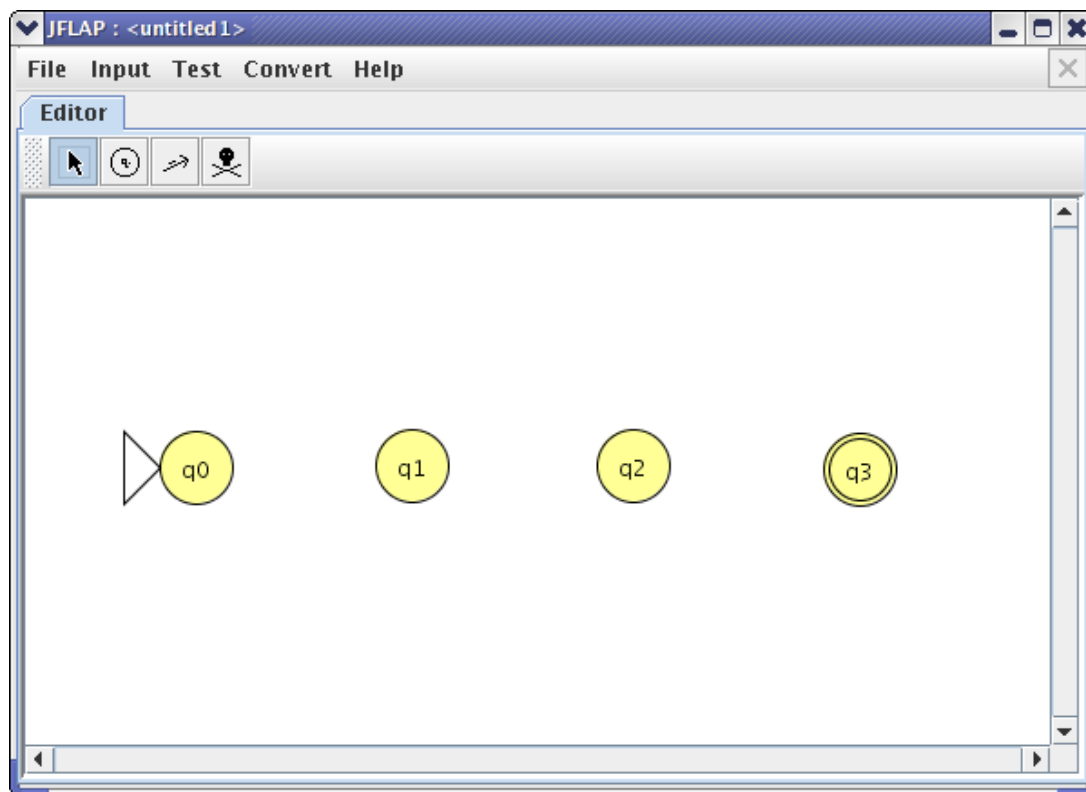 JFLAP : <untitled1>
File Input Test Convert Help
Editor
q
q0 q1 q2 q3